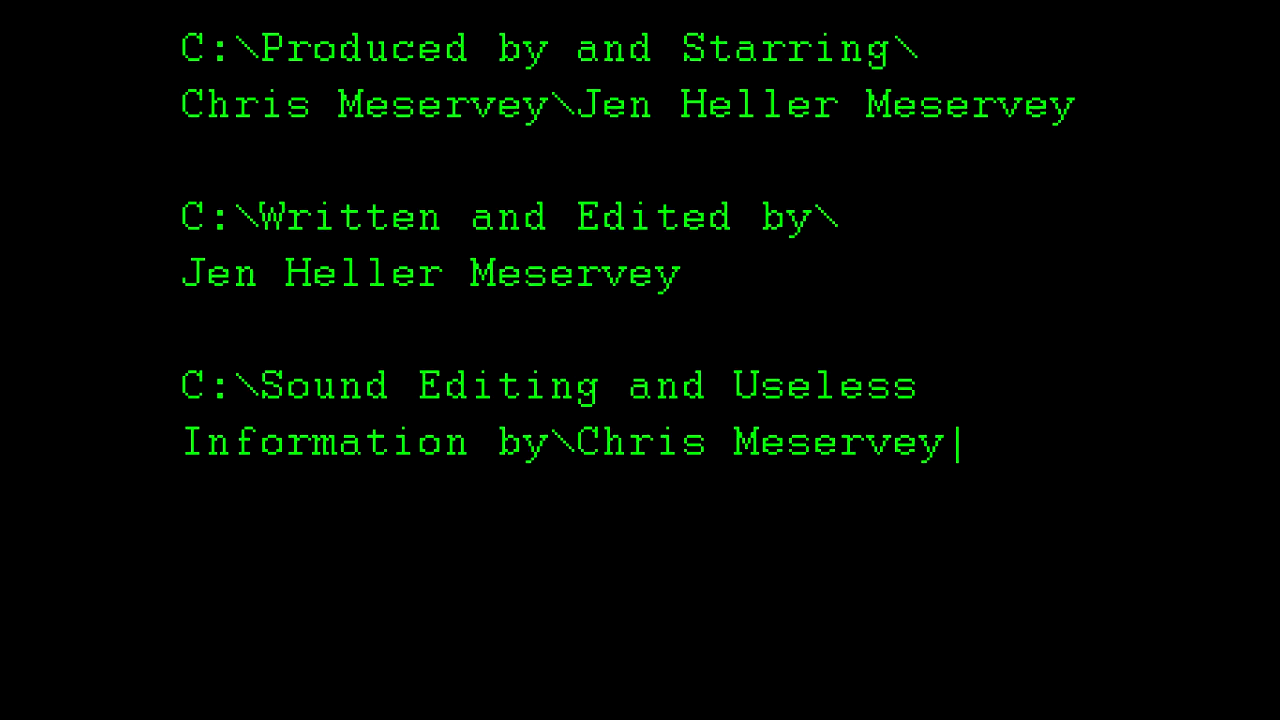 C:\Produced by and Starring\
Chris Meservey\Jen Heller Meservey
C:\Written and Edited by\
Jen Heller Meservey
C:\Sound Editing and Useless
Information by\Chris Meservey|